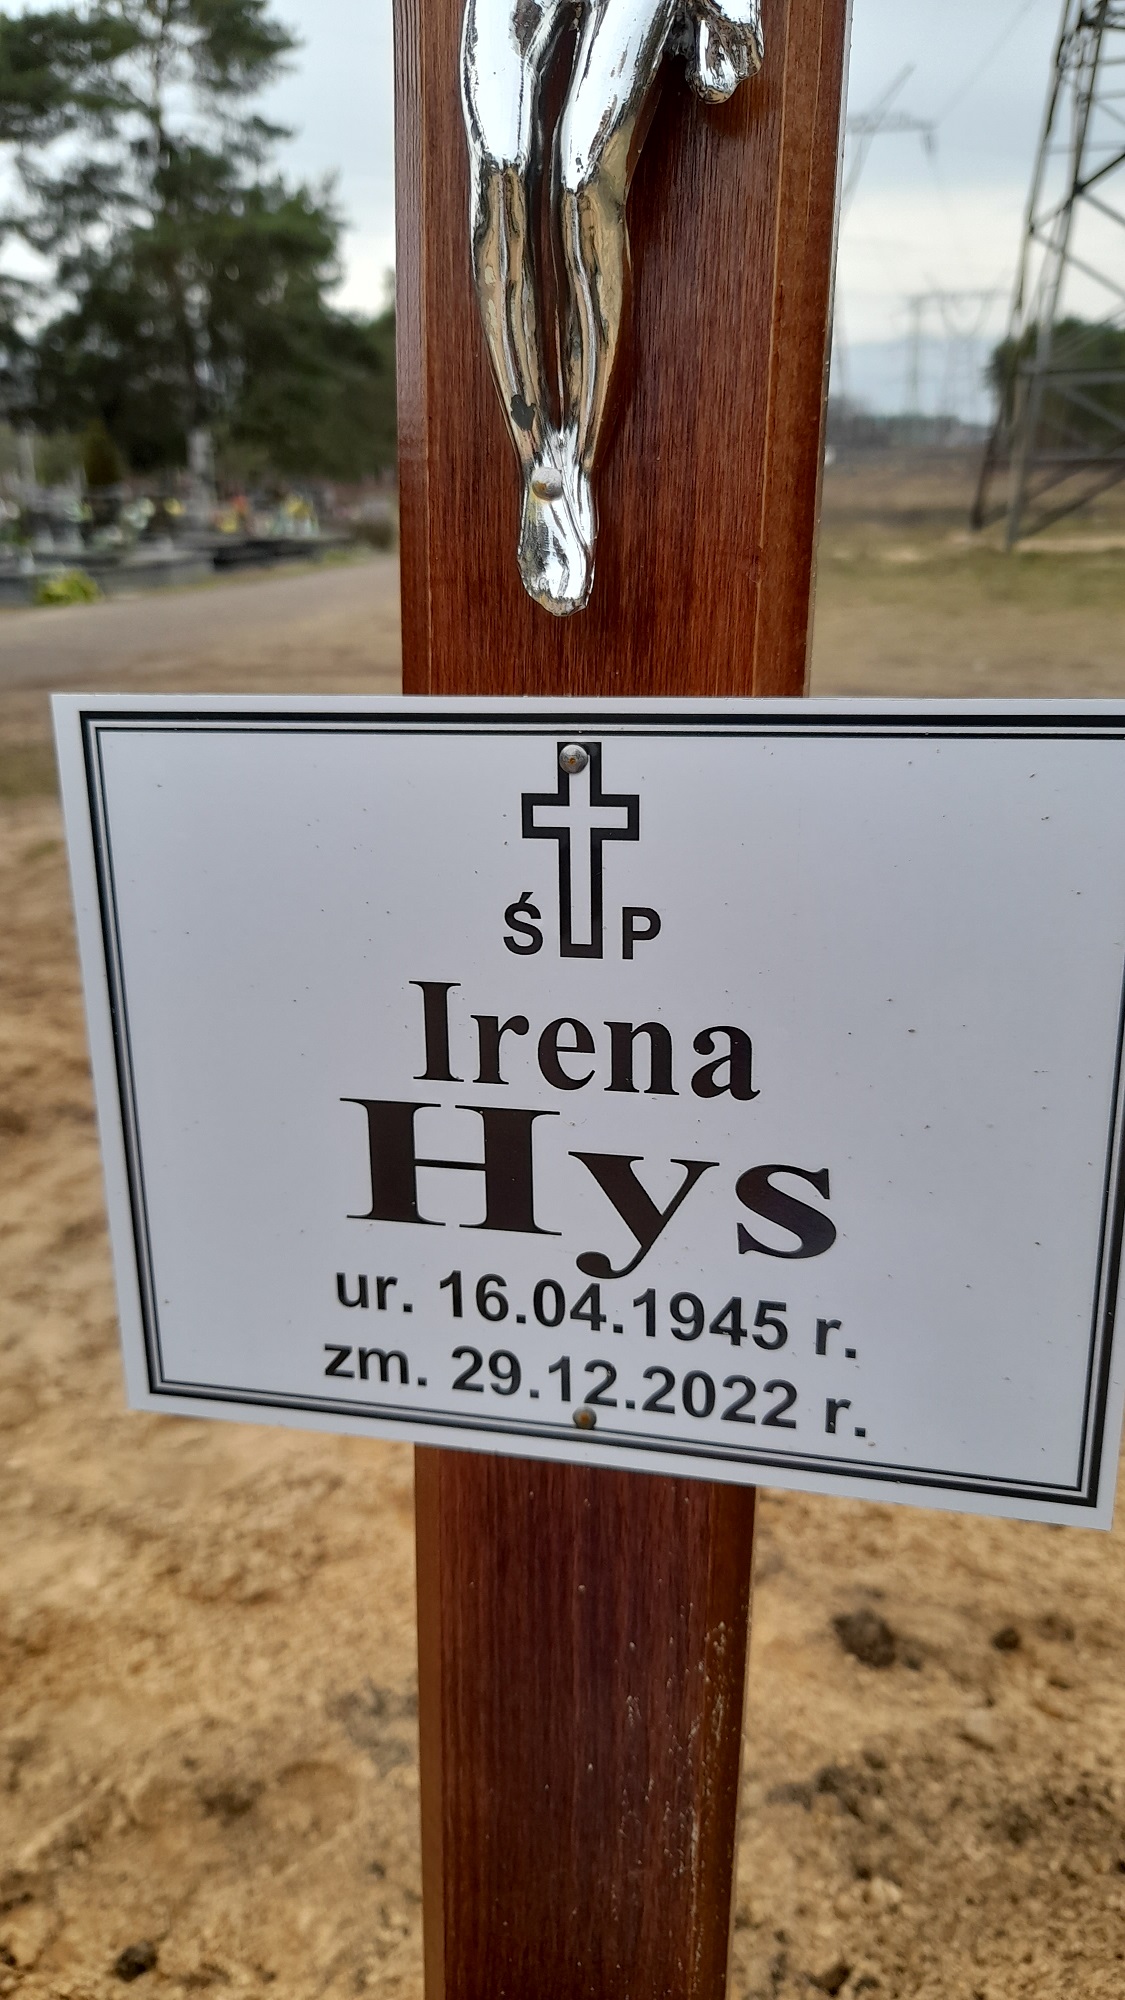 Ś P
Irena
Hys
ur. 16.04.1945 r.
zm. 29.12.2022 r.